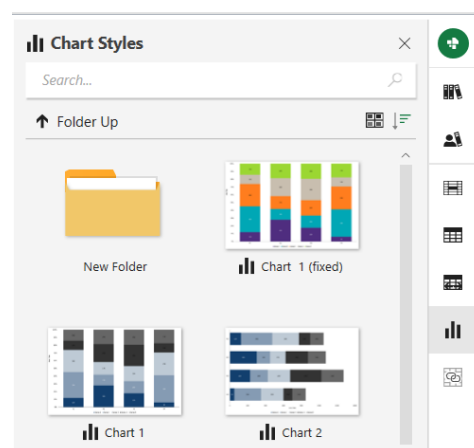 Chart Styles
Search...
Folder Up
New Folder
Chart 1 (fixed)
Chart 1
Chart 2